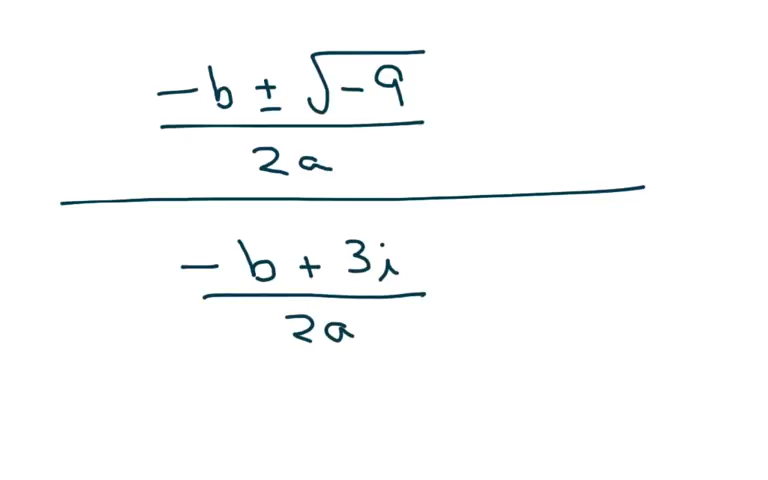 -b ± √-9
2a
-b + 3i
2a